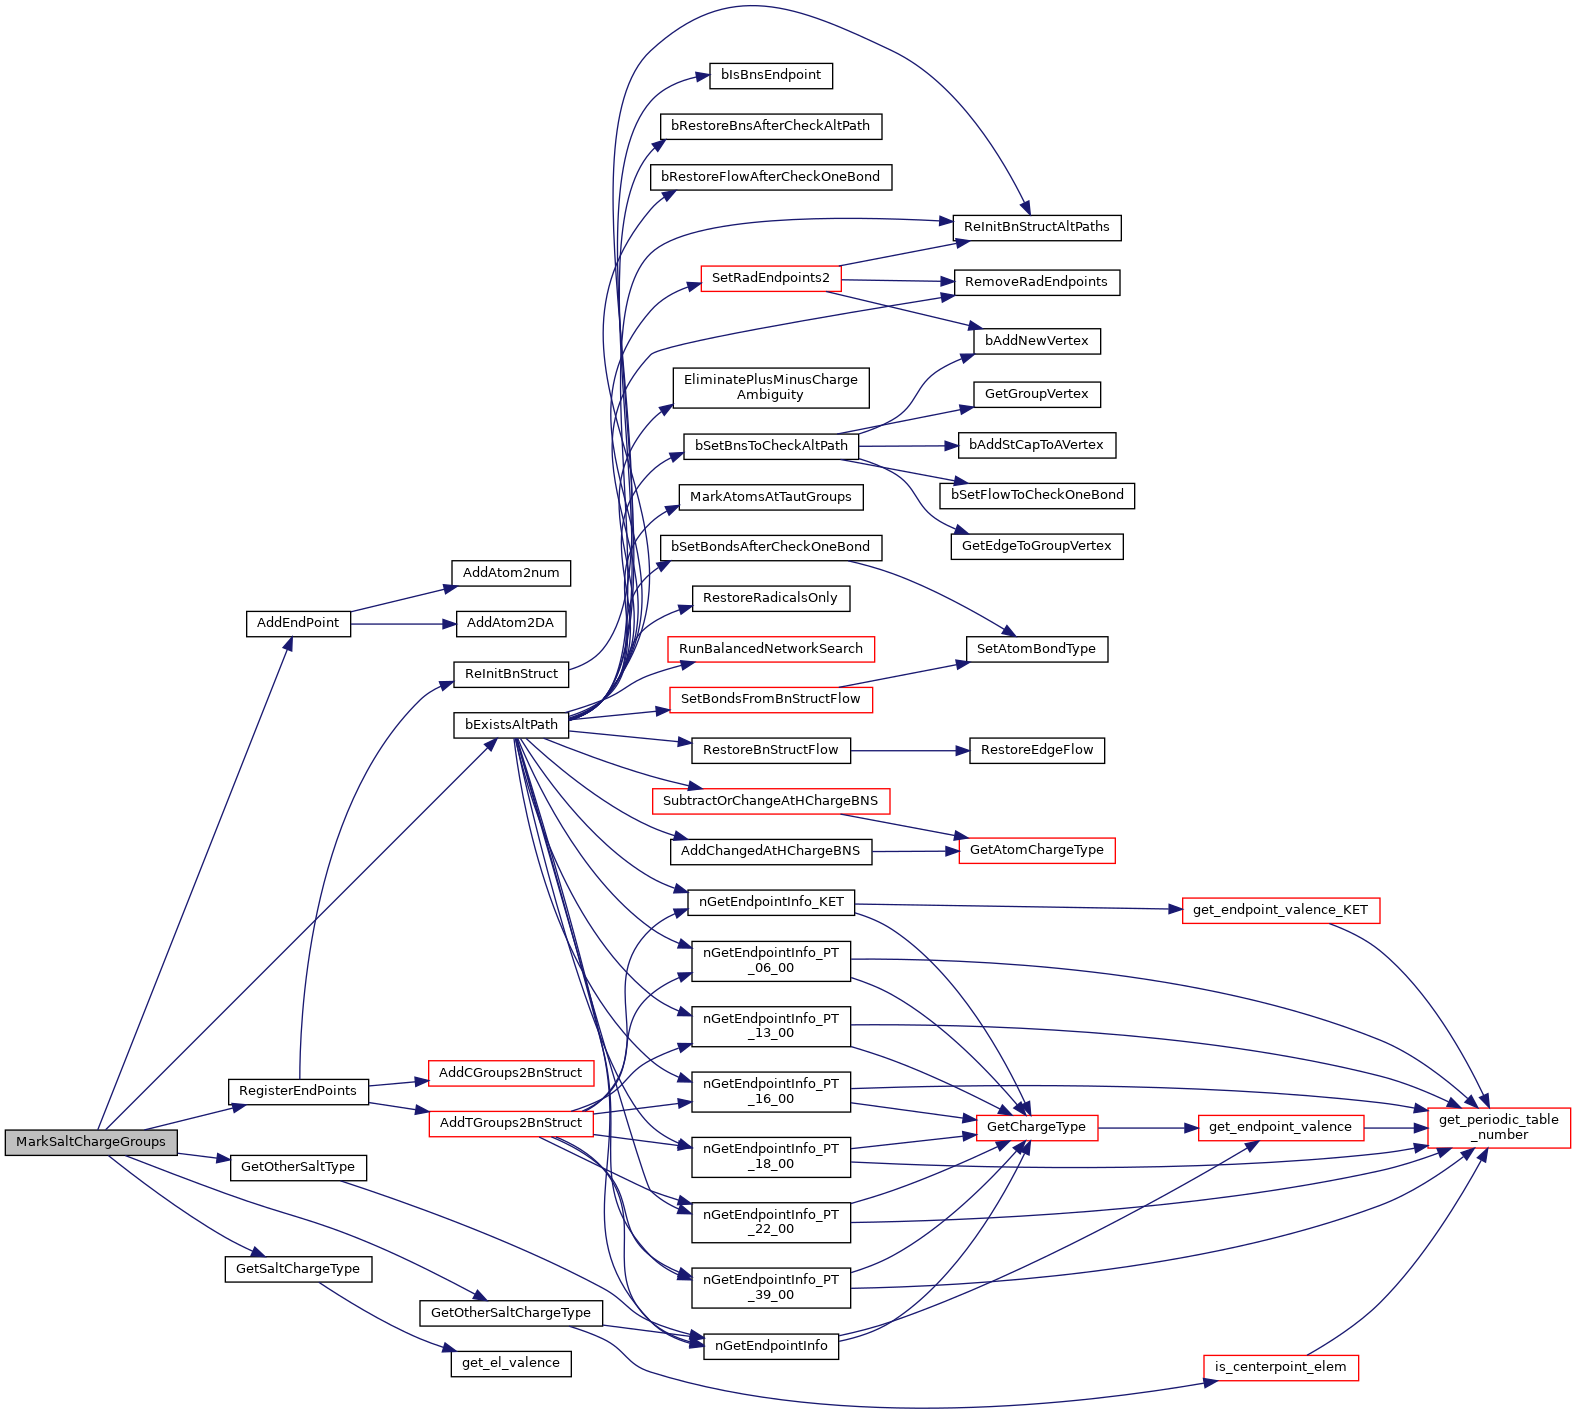 bIsBnsEndpoint
bRestoreBnsAfterCheckAltPath
bRestoreFlowAfterCheckOneBond
ReInitBnStructAltPaths
SetRadEndpoints2
RemoveRadEndpoints
bAddNewVertex
EliminatePlusMinusCharge
Ambiguity
GetGroupVertex
bSetBnsToCheckAltPath
bAddStCapToAVertex
MarkAtomsAtTautGroups
bSetFlowToCheckOneBond
bSetBondsAfterCheckOneBond
GetEdgeToGroupVertex
AddAtom2num
RestoreRadicalsOnly
AddEndPoint
AddAtom2DA
RunBalancedNetworkSearch
SetAtomBondType
ReInitBnStruct
SetBondsFromBnStructFlow
bExistsAltPath
RestoreBnStructFlow
RestoreEdgeFlow
SubtractOrChangeAtHChargeBNS
AddChangedAtHChargeBNS
GetAtomChargeType
nGetEndpointInfo_KET
get_endpoint_valence_KET
nGetEndpointInfo_PT
_06_00
nGetEndpointInfo_PT
_13_00
AddCGroups2BnStruct
RegisterEndPoints
nGetEndpointInfo_PT
_16_00
AddTGroups2BnStruct
GetChargeType
get_endpoint_valence
get_periodic_table
_number
MarkSaltChargeGroups
nGetEndpointInfo_PT
_18_00
GetOtherSaltType
nGetEndpointInfo_PT
_22_00
GetSaltChargeType
nGetEndpointInfo_PT
_39_00
GetOtherSaltChargeType
nGetEndpointInfo
get_el_valence
is_centerpoint_elem